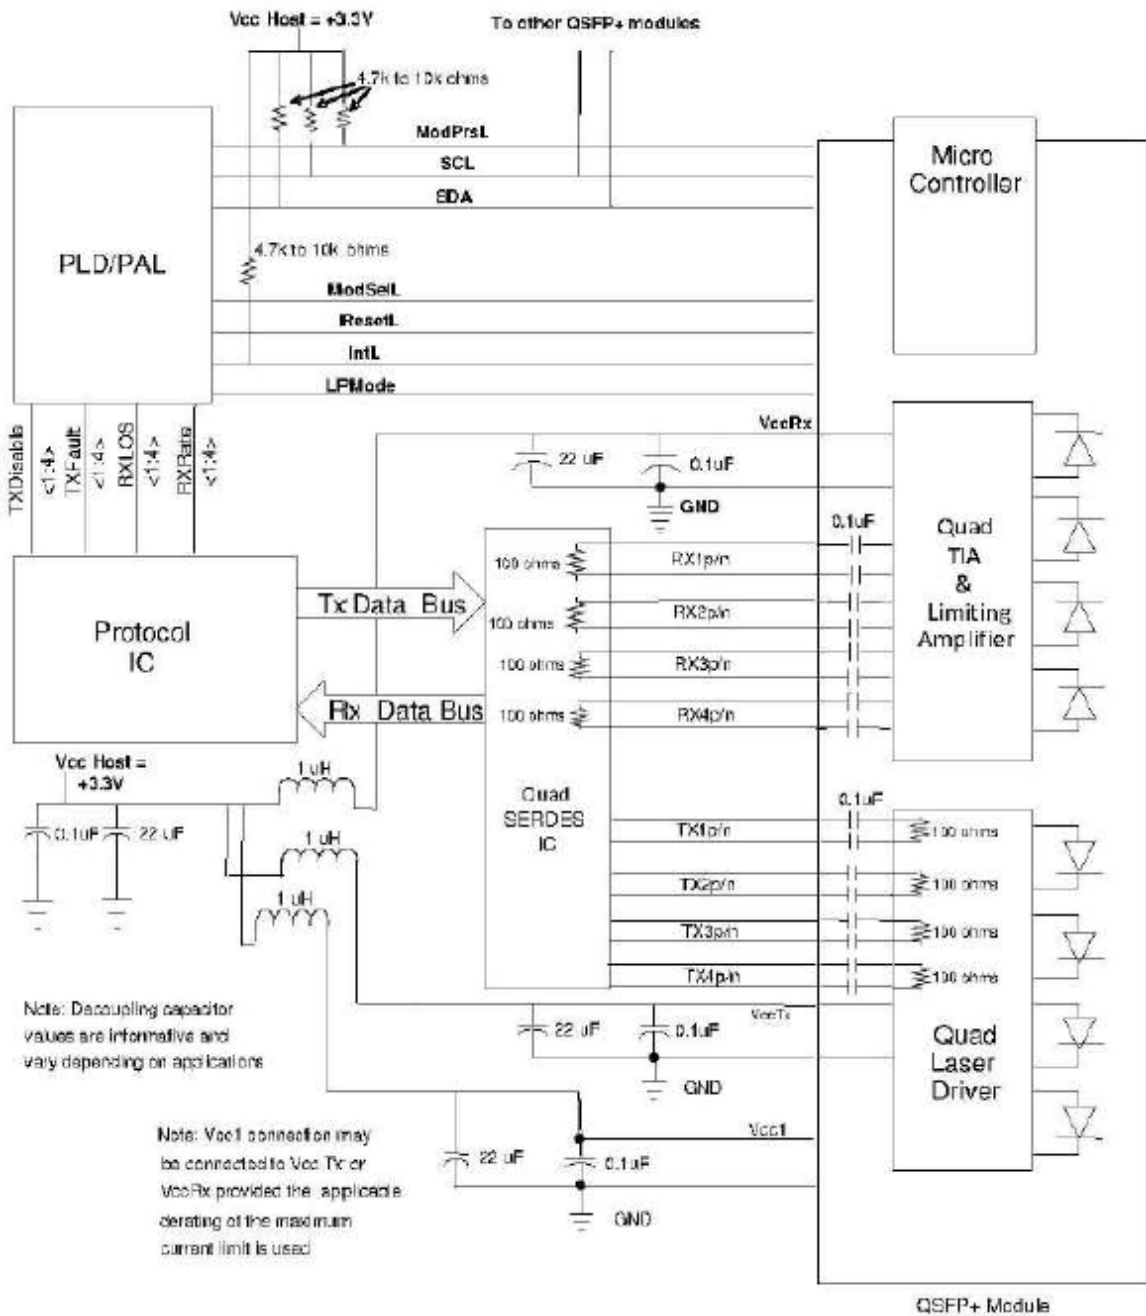 Vcc Host = +3.3V
To other QSFP+ modules
4.7k to 10k ohms
ModPrsL
SCL
SDA
Micro
Controller
PLD/PAL
4.7k to 10k ohms
ModSelL
ResetL
IntL
LPMode
TXDisable
<1:4>
TXFault
<1:4>
RXLOS
<1:4>
RXRate
<1:4>
VccRx
22 uF
0.1uF
GND
0.1uF
Quad
TIA
&
Limiting
Amplifier
100 ohms
RX1p/n
100 ohms
RX2p/n
100 ohms
RX3p/n
100 ohms
RX4p/n
Tx Data Bus
Protocol
IC
Rx Data Bus
Vcc Host =
+3.3V
0.1uF
22 uF
1 uH
1 uH
1 uH
Quad
SERDES
IC
0.1uF
TX1p/n
100 ohms
TX2p/n
100 ohms
TX3p/n
100 ohms
TX4p/n
100 ohms
Note: Decoupling capacitor
values are informative and
vary depending on applications
22 uF
0.1uF
VccTx
GND
Quad
Laser
Driver
Note: Vcc1 connection may
be connected to Vcc Tx or
VccRx provided the applicable
derating of the maximum
current limit is used
22 uF
0.1uF
Vcc1
GND
QSFP+ Module